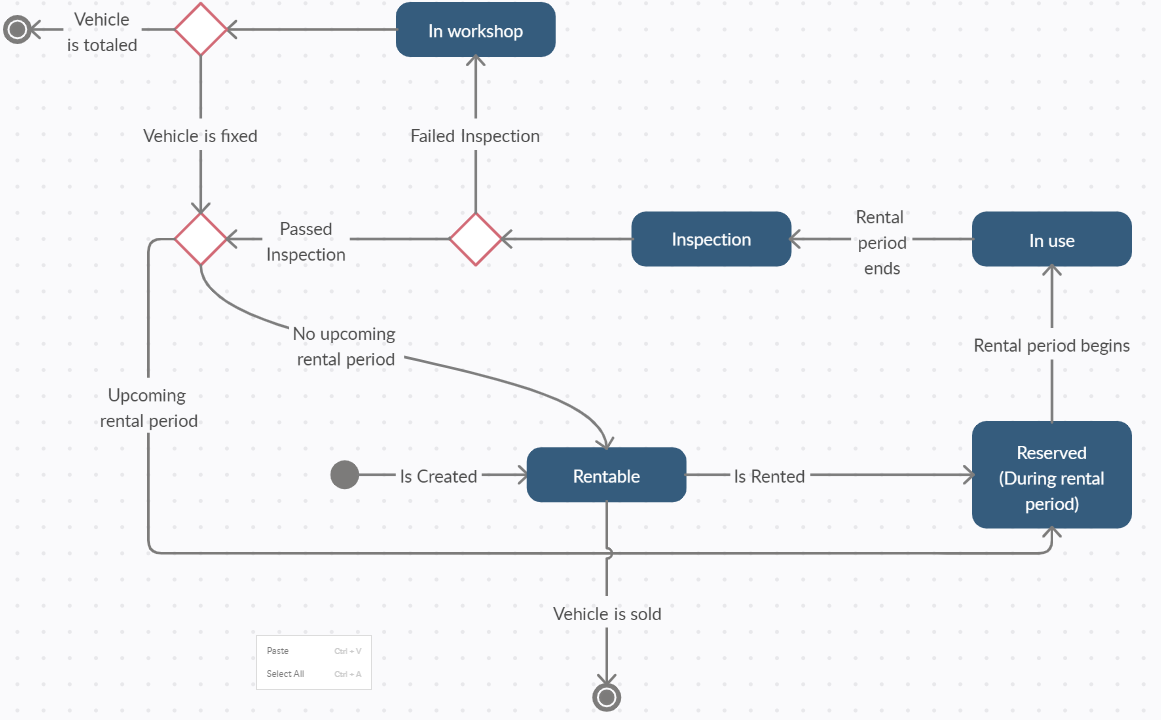 Vehicle
is totaled
In workshop
Vehicle is fixed
Failed Inspection
Passed
Inspection
Inspection
Rental
period
ends
In use
No upcoming
rental period
Rental period begins
Upcoming
rental period
Is Created
Rentable
Is Rented
Reserved
(During rental
period)
Vehicle is sold
Paste Ctrl + V
Select All Ctrl + A